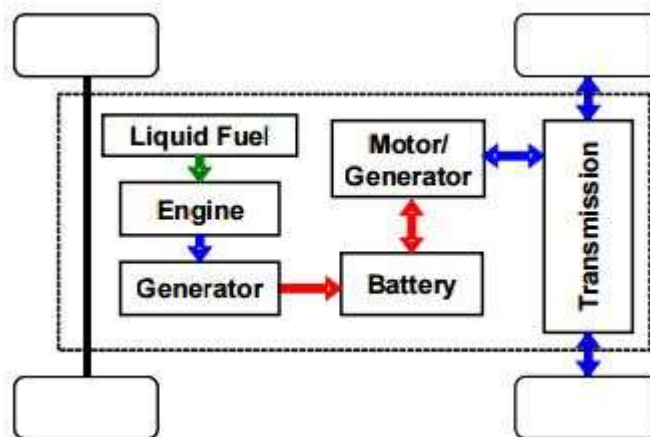 Liquid Fuel
Engine
Generator
Motor/
Generator
Battery
Transmission